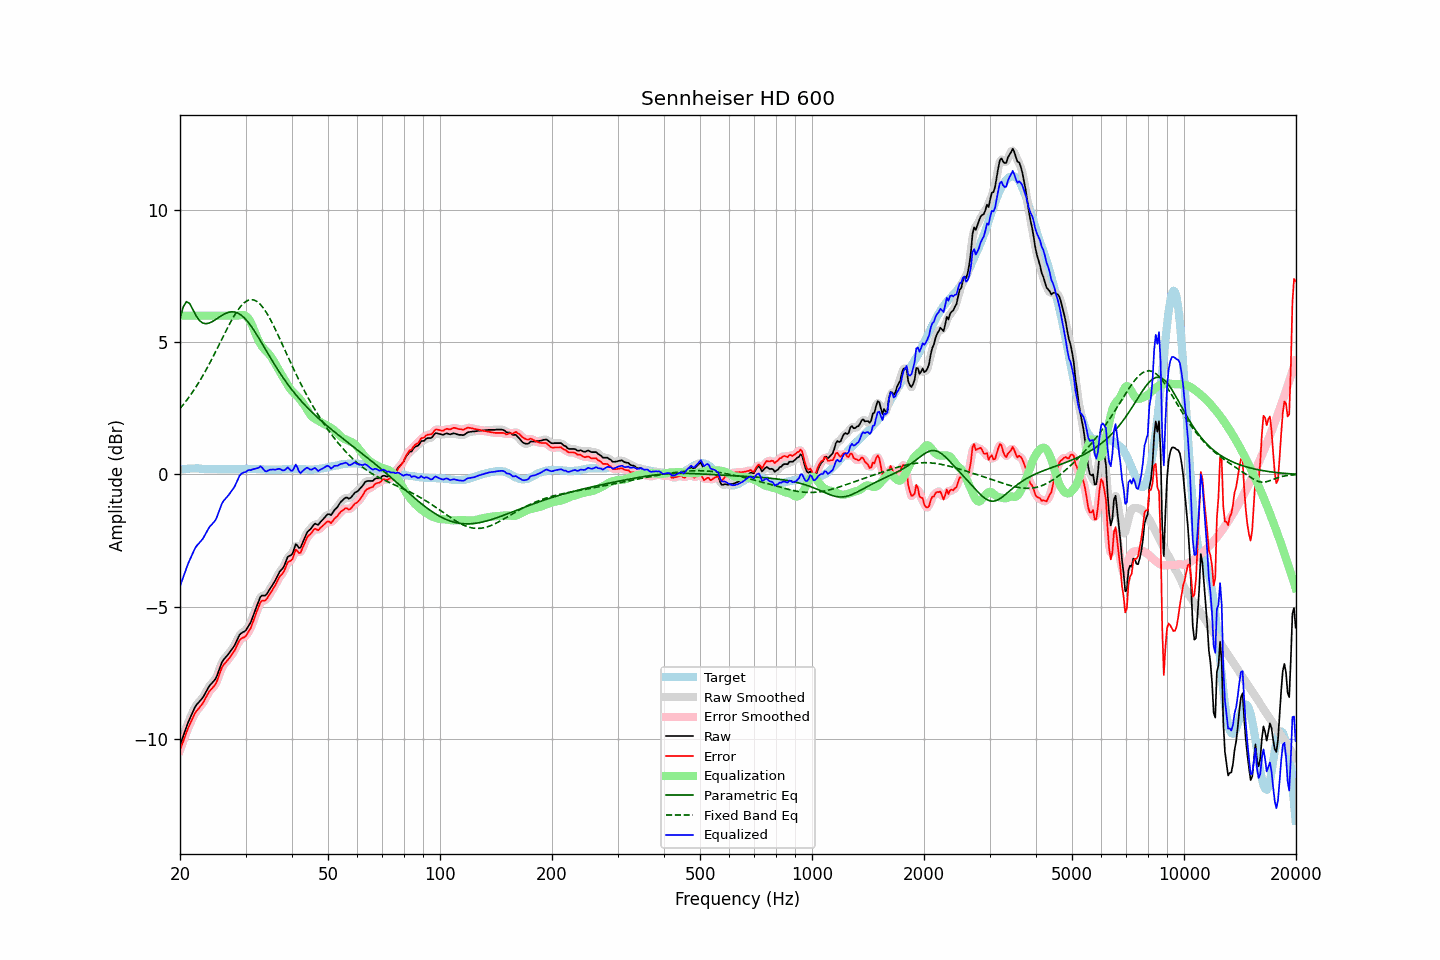 Sennheiser HD 600
Amplitude (dBr)
10
5
0
−5
−10
Target
Raw Smoothed
Error Smoothed
Raw
Error
Equalization
Parametric Eq
Fixed Band Eq
Equalized
20 50 100 200 500 1000 2000 5000 10000 20000
Frequency (Hz)